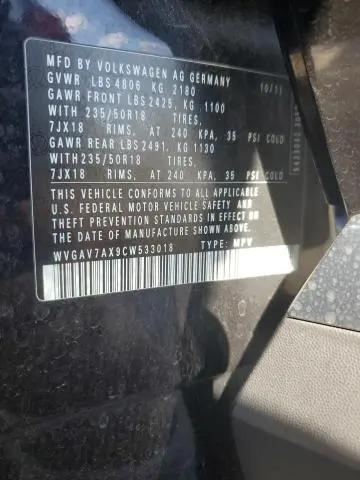 MFD BY VOLKSWAGEN AG GERMANY 10/11
GVWR LBS 4806 KG 2180
GAWR FRONT LBS 2425, KG 1100
WITH 235/50R18 TIRES,
7JX18 RIMS, AT 240 KPA, 35 PSI COLD
GAWR REAR LBS 2491, KG 1130
WITH 235/50R18 TIRES,
7JX18 RIMS, AT 240 KPA, 35 PSI COLD
THIS VEHICLE CONFORMS TO ALL APPLICABLE
U.S. FEDERAL MOTOR VEHICLE SAFETY AND
THEFT PREVENTION STANDARDS IN EFFECT ON
THE DATE OF MANUFACTURE SHOWN ABOVE.
WVGAV7AX9CW533018 TYPE: MPV